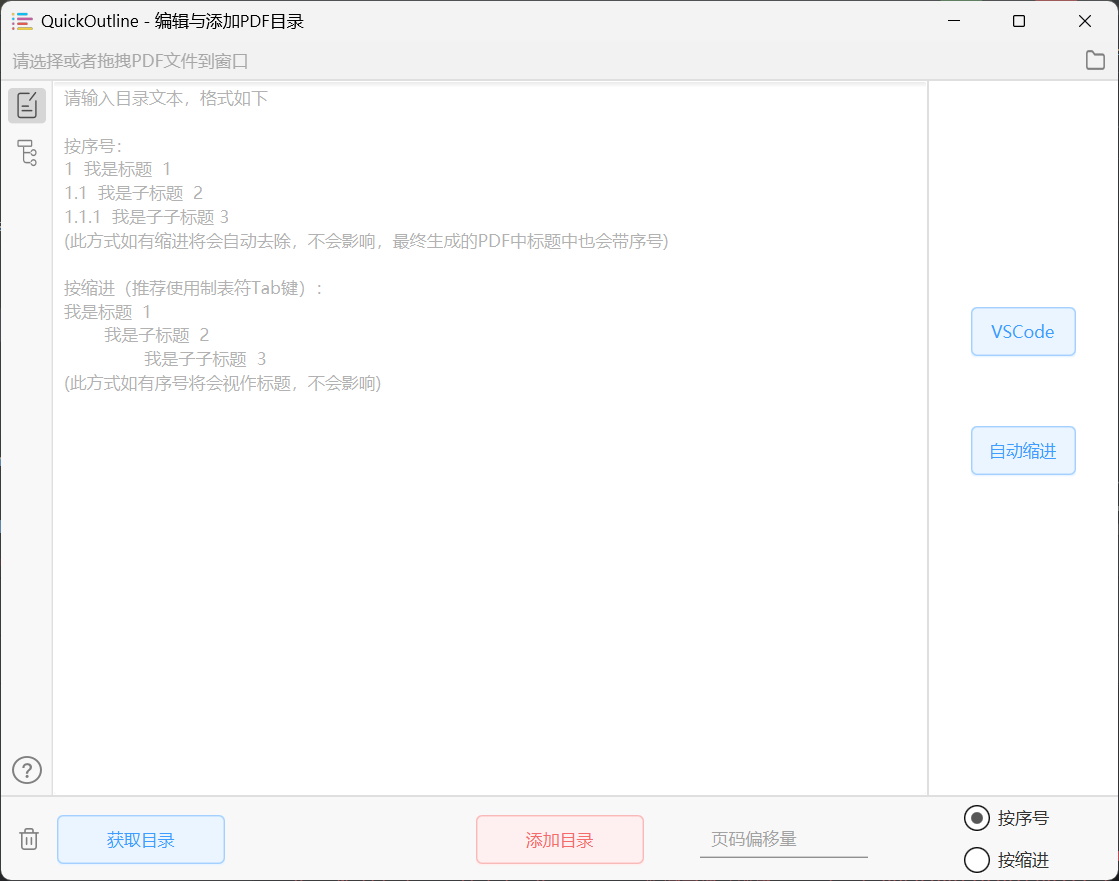 QuickOutline - 编辑与添加PDF目录
请选择或者拖拽PDF文件到窗口
请输入目录文本，格式如下
按序号：
1  我是标题  1
1.1  我是子标题  2
1.1.1  我是子子标题 3
(此方式如有缩进将会自动去除，不会影响，最终生成的PDF中标题中也会带序号)
按缩进（推荐使用制表符Tab键）：
我是标题  1
我是子标题  2
我是子子标题  3
(此方式如有序号将会视作标题，不会影响)
VSCode
自动缩进
?
获取目录
添加目录
页码偏移量
按序号
按缩进